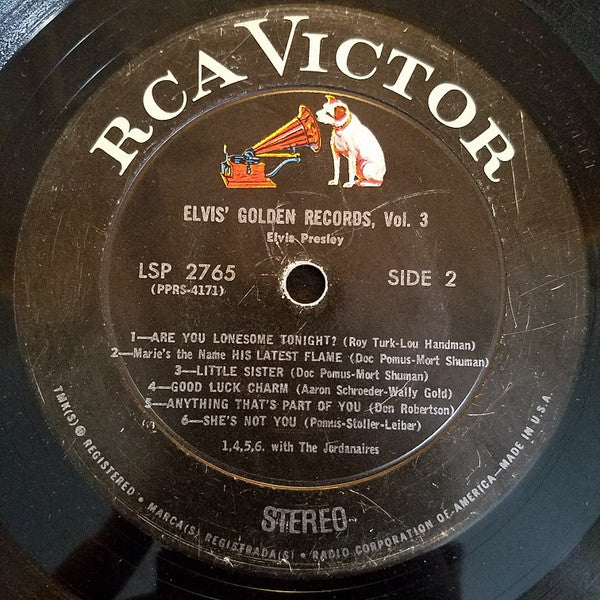 RCA VICTOR
ELVIS' GOLDEN RECORDS, Vol. 3
Elvis Presley
LSP 2765 SIDE 2
(PPRS-4171)
1—ARE YOU LONESOME TONIGHT? (Roy Turk-Lou Handman)
2—Marie's the Name HIS LATEST FLAME (Doc Pomus-Mort Shuman)
3—LITTLE SISTER (Doc Pomus-Mort Shuman)
4—GOOD LUCK CHARM (Aaron Schroeder-Wally Gold)
5—ANYTHING THAT'S PART OF YOU (Don Robertson)
6—SHE'S NOT YOU (Pomus-Stoller-Leiber)
1,4,5,6. with The Jordanaires
STEREO
TMK(S) ® REGISTERED • MARCA(S) REGISTRADA(S) • RADIO CORPORATION OF AMERICA—MADE IN U.S.A.